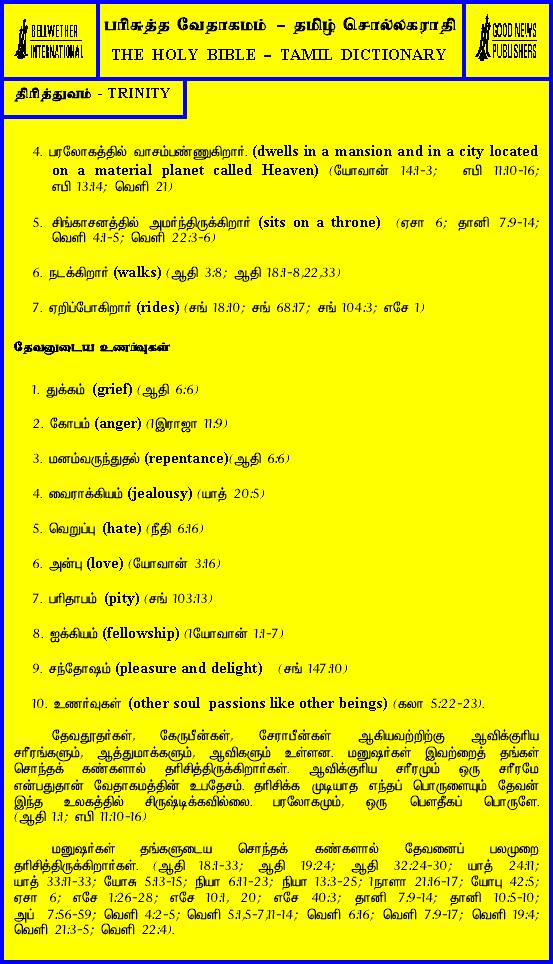 BELLWETHER
INTERNATIONAL
பரிசுத்த வேதாகமம் – தமிழ் சொல்லகராதி
THE HOLY BIBLE – TAMIL DICTIONARY
GOOD NEWS
PUBLISHERS
திரித்துவம் - TRINITY
4. பரலோகத்தில் வாசம்பண்ணுகிறார். (dwells in a mansion and in a city located
on a material planet called Heaven) (யோவான் 14:1-3; எபி 11:10-16;
எபி 13:14; வெளி 21)
5. சிங்காசனத்தில் அமர்ந்திருக்கிறார் (sits on a throne) (ஏசா 6; தானி 7:9-14;
வெளி 4:1-5; வெளி 22:3-6)
6. நடக்கிறார் (walks) (ஆதி 3:8; ஆதி 18:1-8,22,33)
7. ஏறிப்போகிறார் (rides) (சங் 18:10; சங் 68:17; சங் 104:3; எசே 1)
தேவனுடைய உணர்வுகள்
1. துக்கம் (grief) (ஆதி 6:6)
2. கோபம் (anger) (1இராஜா 11:9)
3. மனம்வருந்துதல் (repentance)(ஆதி 6:6)
4. வைராக்கியம் (jealousy) (யாத் 20:5)
5. வெறுப்பு (hate) (நீதி 6:16)
6. அன்பு (love) (யோவான் 3:16)
7. பரிதாபம் (pity) (சங் 103:13)
8. ஐக்கியம் (fellowship) (1யோவான் 1:1-7)
9. சந்தோஷம் (pleasure and delight) (சங் 147:10)
10. உணர்வுகள் (other soul passions like other beings) (கலா 5:22-23).
தேவதூதர்கள், கேருபீன்கள், சேராபீன்கள் ஆகியவற்றிற்கு ஆவிக்குரிய
சரீரங்களும், ஆத்துமாக்களும், ஆவிகளும் உள்ளன. மனுஷர்கள் இவற்றைத் தங்கள்
சொந்தக் கண்களால் தரிசித்திருக்கிறார்கள். ஆவிக்குரிய சரீரமும் ஒரு சரீரமே
என்பதுதான் வேதாகமத்தின் உபதேசம். தரிசிக்க முடியாத எந்தப் பொருளையும் தேவன்
இந்த உலகத்தில் சிருஷ்டிக்கவில்லை. பரலோகமும், ஒரு பௌதீகப் பொருளே.
(ஆதி 1:1; எபி 11:10-16)
மனுஷர்கள் தங்களுடைய சொந்தக் கண்களால் தேவனைப் பலமுறை
தரிசித்திருக்கிறார்கள். (ஆதி 18:1-33; ஆதி 19:24; ஆதி 32:24-30; யாத் 24:11;
யாத் 33:11-33; யோசு 5:13-15; நியா 6:11-23; நியா 13:3-25; 1நாளா 21:16-17; யோபு 42:5;
ஏசா 6; எசே 1:26-28; எசே 10:1, 20; எசே 40:3; தானி 7:9-14; தானி 10:5-10;
அப் 7:56-59; வெளி 4:2-5; வெளி 5:1,5-7,11-14; வெளி 6:16; வெளி 7:9-17; வெளி 19:4;
வெளி 21:3-5; வெளி 22:4).